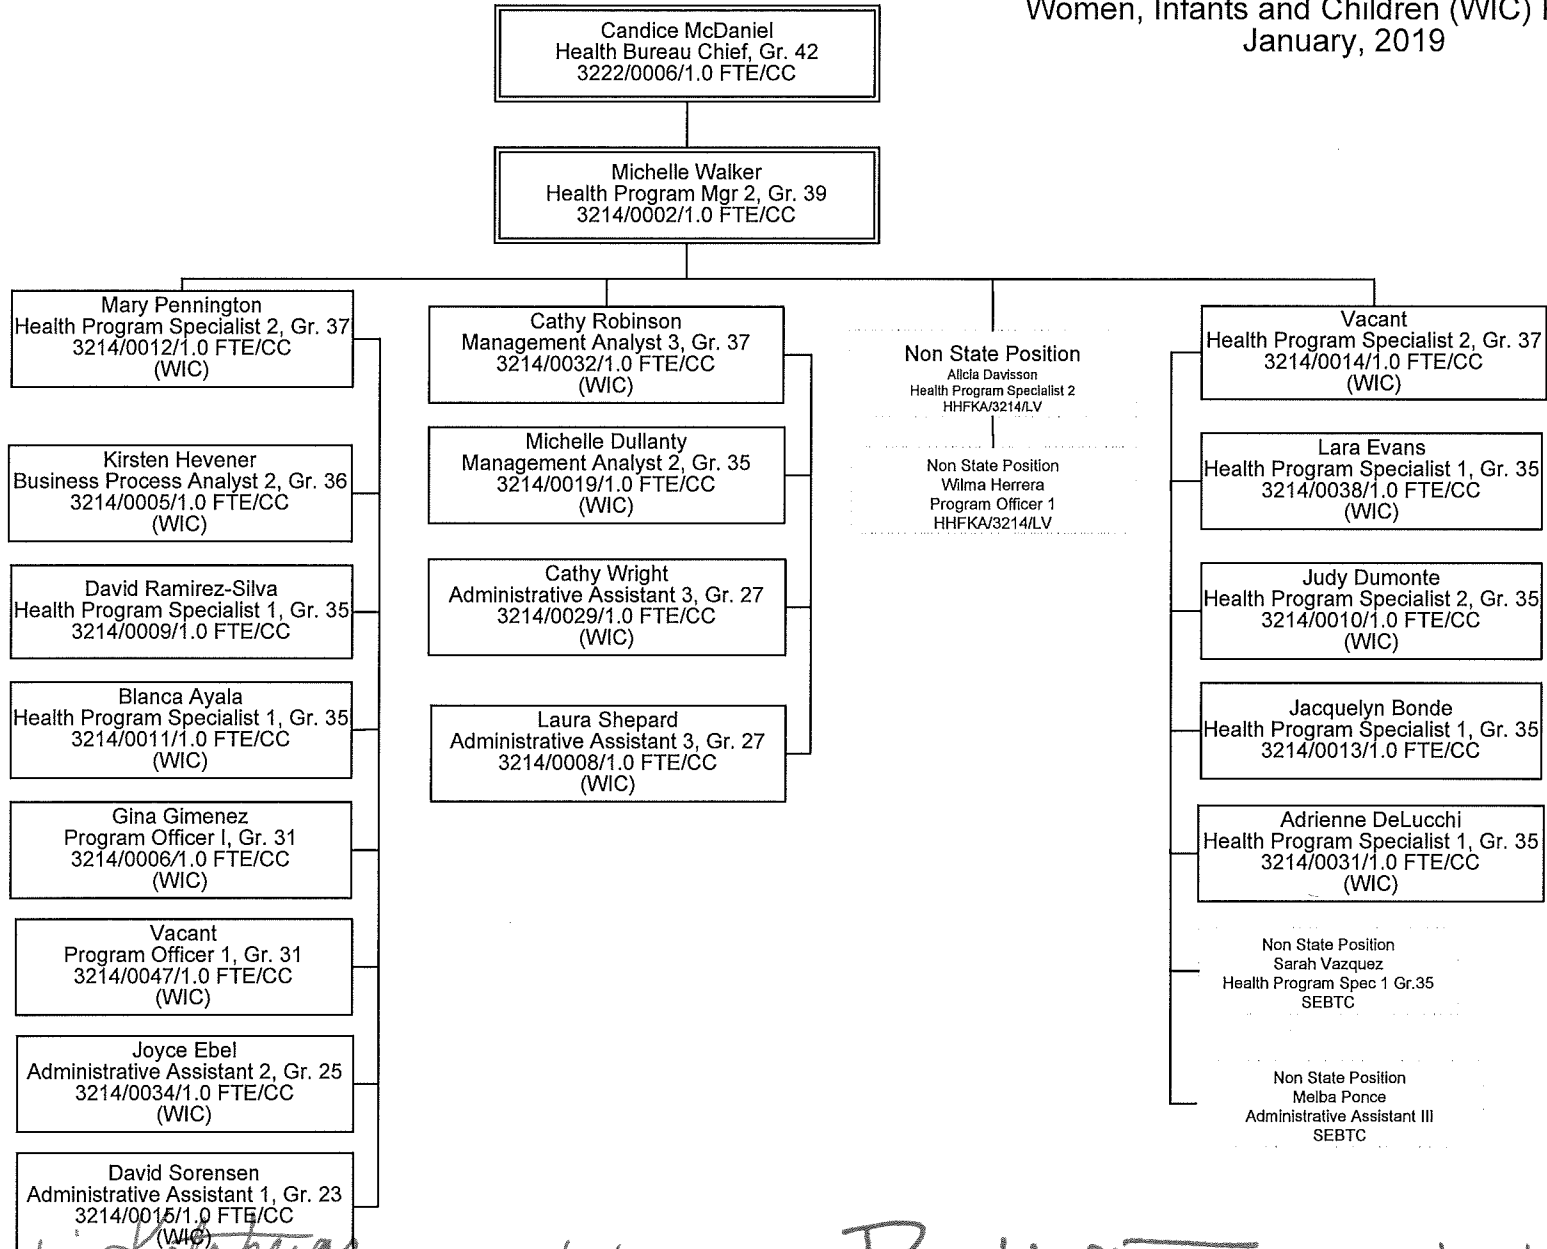 Women, Infants and Children (WIC)
January, 2019
Candice McDaniel
Health Bureau Chief, Gr. 42
3222/0006/1.0 FTE/CC
Michelle Walker
Health Program Mgr 2, Gr. 39
3214/0002/1.0 FTE/CC
Mary Pennington
Health Program Specialist 2, Gr. 37
3214/0012/1.0 FTE/CC
(WIC)
Kirsten Hevener
Business Process Analyst 2, Gr. 36
3214/0005/1.0 FTE/CC
(WIC)
David Ramirez-Silva
Health Program Specialist 1, Gr. 35
3214/0009/1.0 FTE/CC
Blanca Ayala
Health Program Specialist 1, Gr. 35
3214/0011/1.0 FTE/CC
(WIC)
Gina Gimenez
Program Officer I, Gr. 31
3214/0006/1.0 FTE/CC
(WIC)
Vacant
Program Officer 1, Gr. 31
3214/0047/1.0 FTE/CC
(WIC)
Joyce Ebel
Administrative Assistant 2, Gr. 25
3214/0034/1.0 FTE/CC
(WIC)
David Sorensen
Administrative Assistant 1, Gr. 23
3214/0015/1.0 FTE/CC
(WIC)
Cathy Robinson
Management Analyst 3, Gr. 37
3214/0032/1.0 FTE/CC
(WIC)
Michelle Dullanty
Management Analyst 2, Gr. 35
3214/0019/1.0 FTE/CC
(WIC)
Cathy Wright
Administrative Assistant 3, Gr. 27
3214/0029/1.0 FTE/CC
(WIC)
Laura Shepard
Administrative Assistant 3, Gr. 27
3214/0008/1.0 FTE/CC
(WIC)
Non State Position
Alicia Davisson
Health Program Specialist 2
HHFKA/3214/LV
Non State Position
Wilma Herrera
Program Officer 1
HHFKA/3214/LV
Vacant
Health Program Specialist 2, Gr. 37
3214/0014/1.0 FTE/CC
(WIC)
Lara Evans
Health Program Specialist 1, Gr. 35
3214/0038/1.0 FTE/CC
(WIC)
Judy Dumonte
Health Program Specialist 2, Gr. 35
3214/0010/1.0 FTE/CC
(WIC)
Jacquelyn Bonde
Health Program Specialist 1, Gr. 35
3214/0013/1.0 FTE/CC
Adrienne DeLucchi
Health Program Specialist 1, Gr. 35
3214/0031/1.0 FTE/CC
(WIC)
Non State Position
Sarah Vazquez
Health Program Spec 1 Gr.35
SEBTC
Non State Position
Melba Ponce
Administrative Assistant III
SEBTC